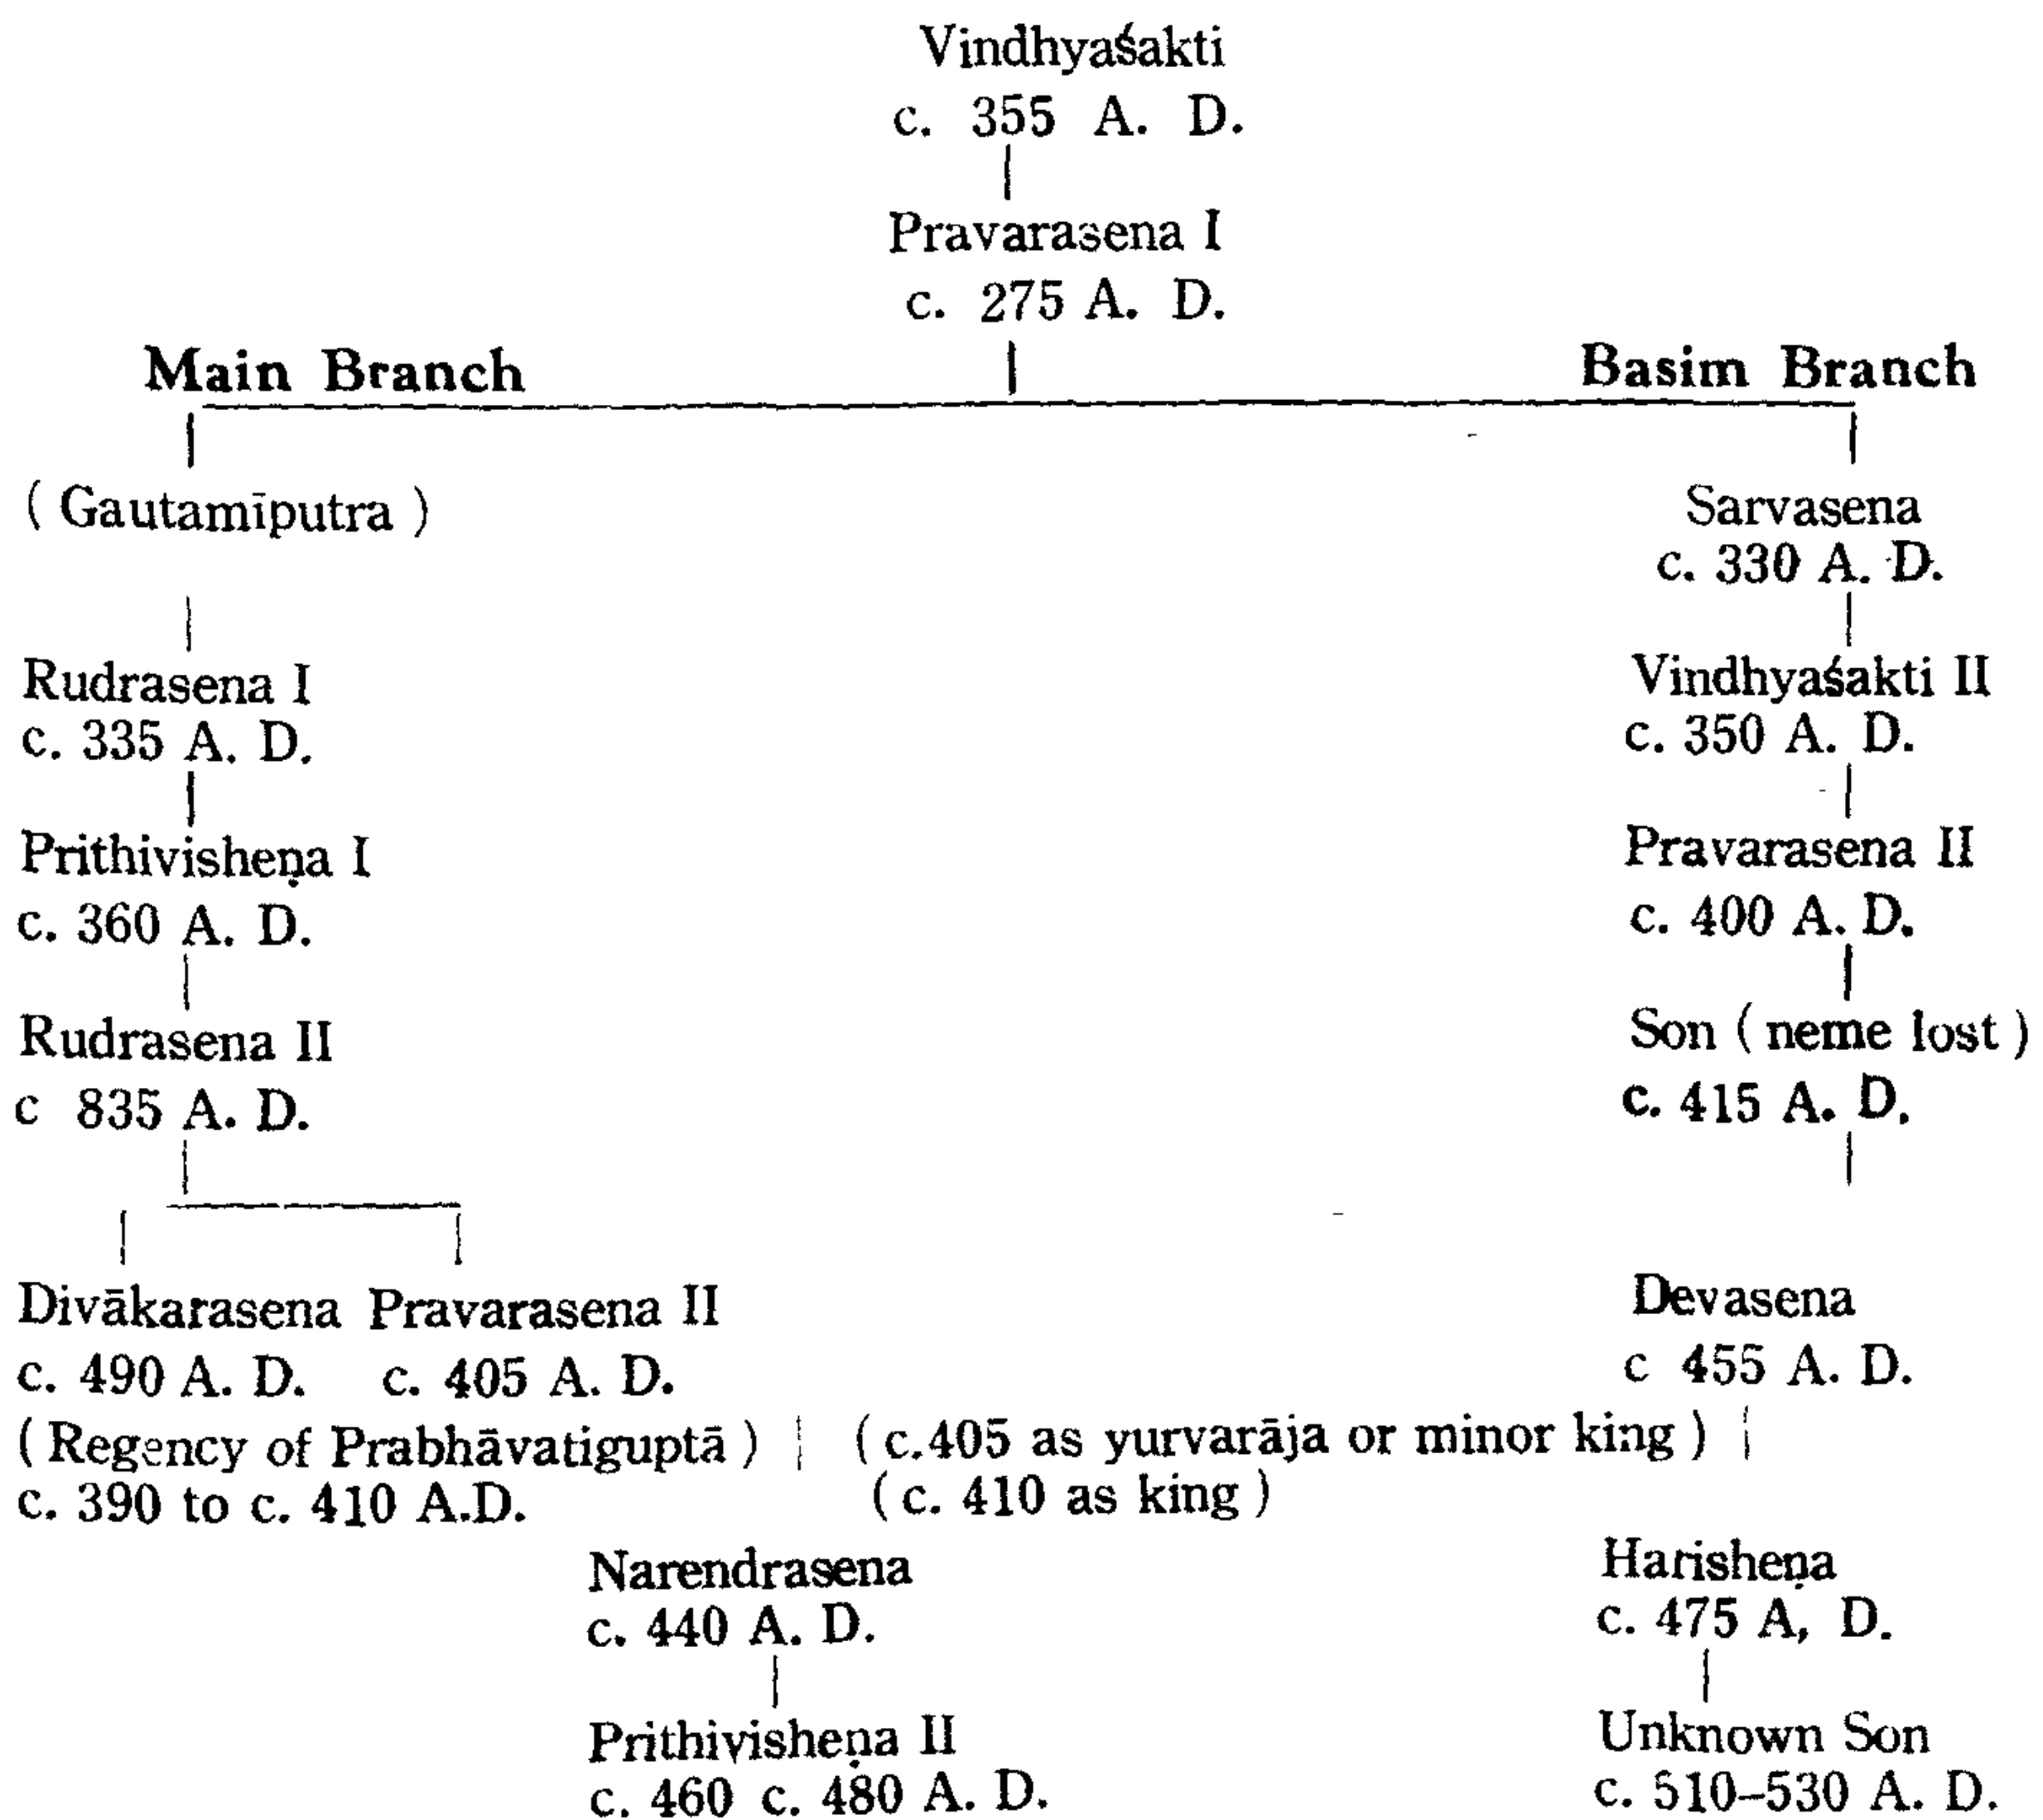 Vindhyaśakti
c. 355 A. D.
Pravarasena I
c. 275 A. D.
Main Branch Basim Branch
( Gautamīputra ) Sarvasena
c. 330 A. D.
Rudrasena I Vindhyaśakti II
c. 335 A. D. c. 350 A. D.
Prithivisheṇa I Pravarasena II
c. 360 A. D. c. 400 A. D.
Rudrasena II Son ( neme lost )
c 835 A. D. c. 415 A. D.
Divākarasena Pravarasena II Devasena
c. 490 A. D. c. 405 A. D. c 455 A. D.
( Regency of Prabhāvatiguptā ) ( c.405 as yurvarāja or minor king )
c. 390 to c. 410 A.D. ( c. 410 as king )
Narendrasena Harisheṇa
c. 440 A. D. c. 475 A, D.
Prithivisheṇa II Unknown Son
c. 460 c. 480 A. D. c. 510–530 A. D.